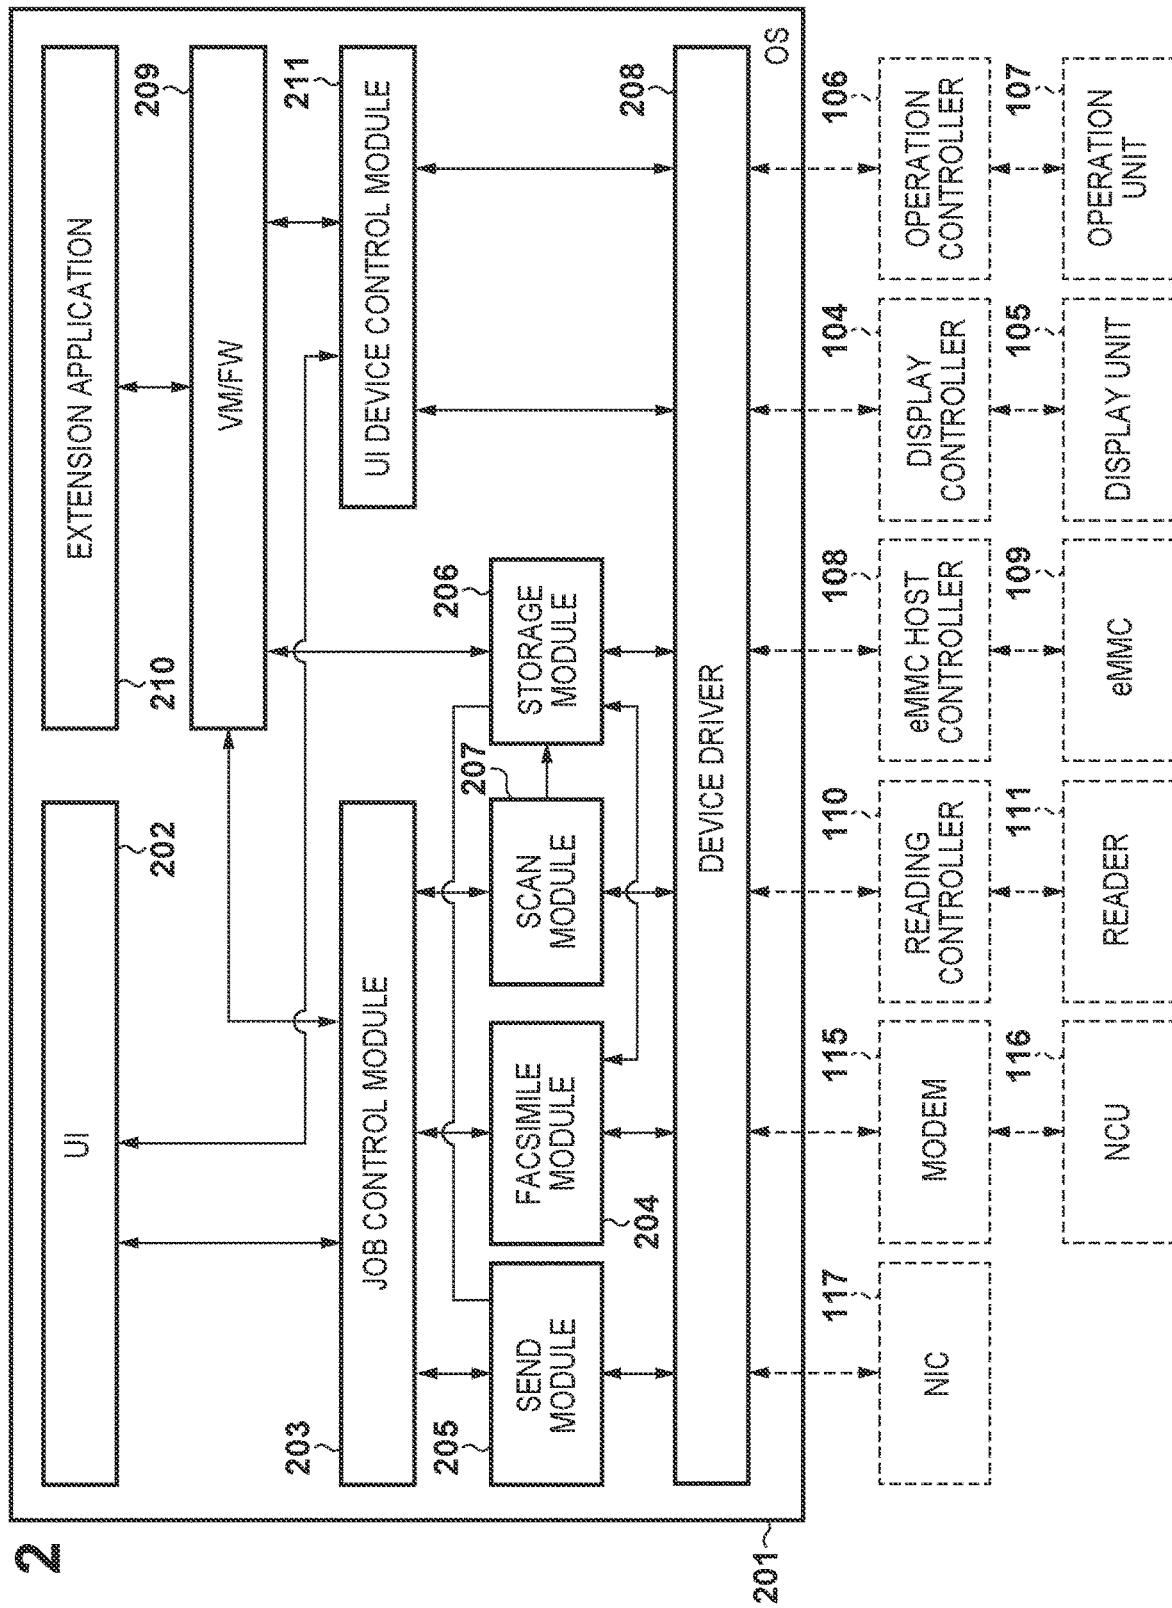 2
UI
202
EXTENSION APPLICATION
210
VM/FW
209
JOB CONTROL MODULE
203
UI DEVICE CONTROL MODULE
211
SEND
MODULE
205
FACSIMILE
MODULE
204
SCAN
MODULE
207
STORAGE
MODULE
206
DEVICE DRIVER
208
OS
201
NIC
117
MODEM
115
READING
CONTROLLER
110
eMMC HOST
CONTROLLER
108
DISPLAY
CONTROLLER
104
OPERATION
CONTROLLER
106
NCU
116
READER
111
eMMC
109
DISPLAY UNIT
105
OPERATION
UNIT
107